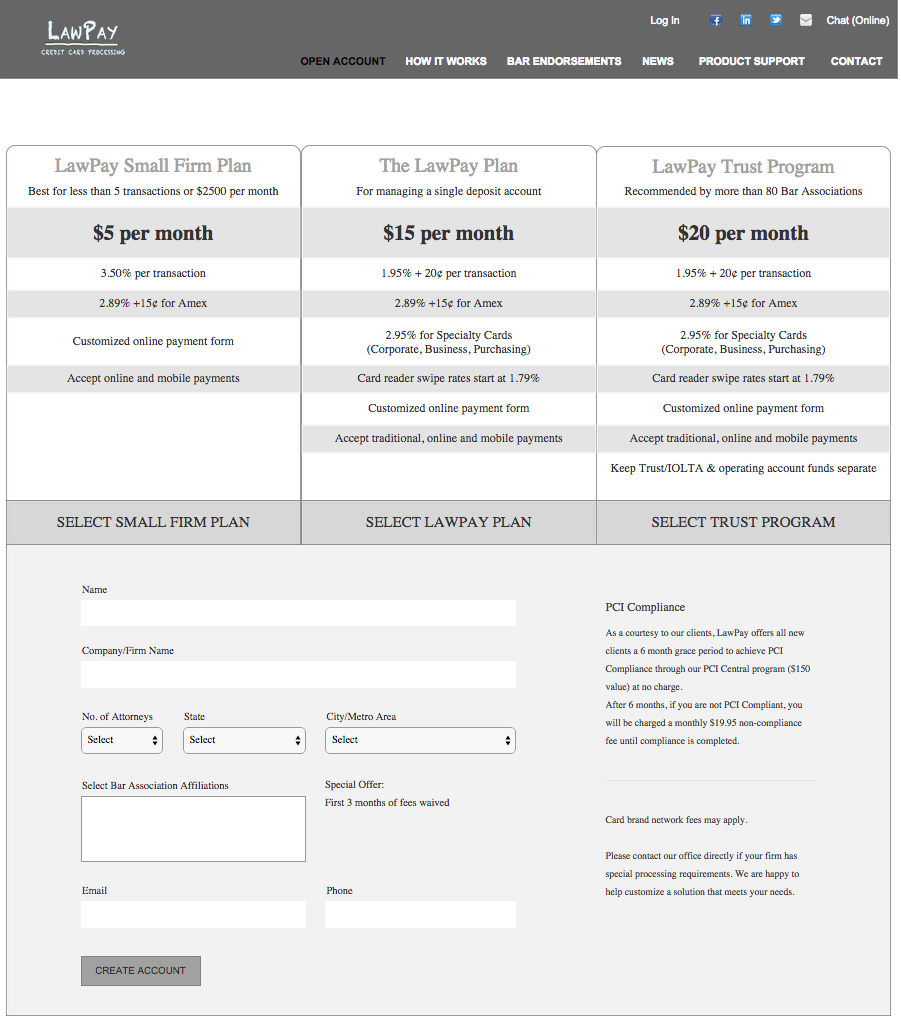 LAWPAY
CREDIT CARD PROCESSING
Log In
Chat (Online)
OPEN ACCOUNT HOW IT WORKS BAR ENDORSEMENTS NEWS PRODUCT SUPPORT CONTACT
LawPay Small Firm Plan
Best for less than 5 transactions or $2500 per month
$5 per month
3.50% per transaction
2.89% +15¢ for Amex
Customized online payment form
Accept online and mobile payments
SELECT SMALL FIRM PLAN
The LawPay Plan
For managing a single deposit account
$15 per month
1.95% + 20¢ per transaction
2.89% +15¢ for Amex
2.95% for Specialty Cards
(Corporate, Business, Purchasing)
Card reader swipe rates start at 1.79%
Customized online payment form
Accept traditional, online and mobile payments
SELECT LAWPAY PLAN
LawPay Trust Program
Recommended by more than 80 Bar Associations
$20 per month
1.95% + 20¢ per transaction
2.89% +15¢ for Amex
2.95% for Specialty Cards
(Corporate, Business, Purchasing)
Card reader swipe rates start at 1.79%
Customized online payment form
Accept traditional, online and mobile payments
Keep Trust/IOLTA & operating account funds separate
SELECT TRUST PROGRAM
Name
Company/Firm Name
No. of Attorneys State City/Metro Area
Select Select Select
Select Bar Association Affiliations
Special Offer:
First 3 months of fees waived
Email Phone
CREATE ACCOUNT
PCI Compliance
As a courtesy to our clients, LawPay offers all new
clients a 6 month grace period to achieve PCI
Compliance through our PCI Central program ($150
value) at no charge.
After 6 months, if you are not PCI Compliant, you
will be charged a monthly $19.95 non-compliance
fee until compliance is completed.
Card brand network fees may apply.
Please contact our office directly if your firm has
special processing requirements. We are happy to
help customize a solution that meets your needs.